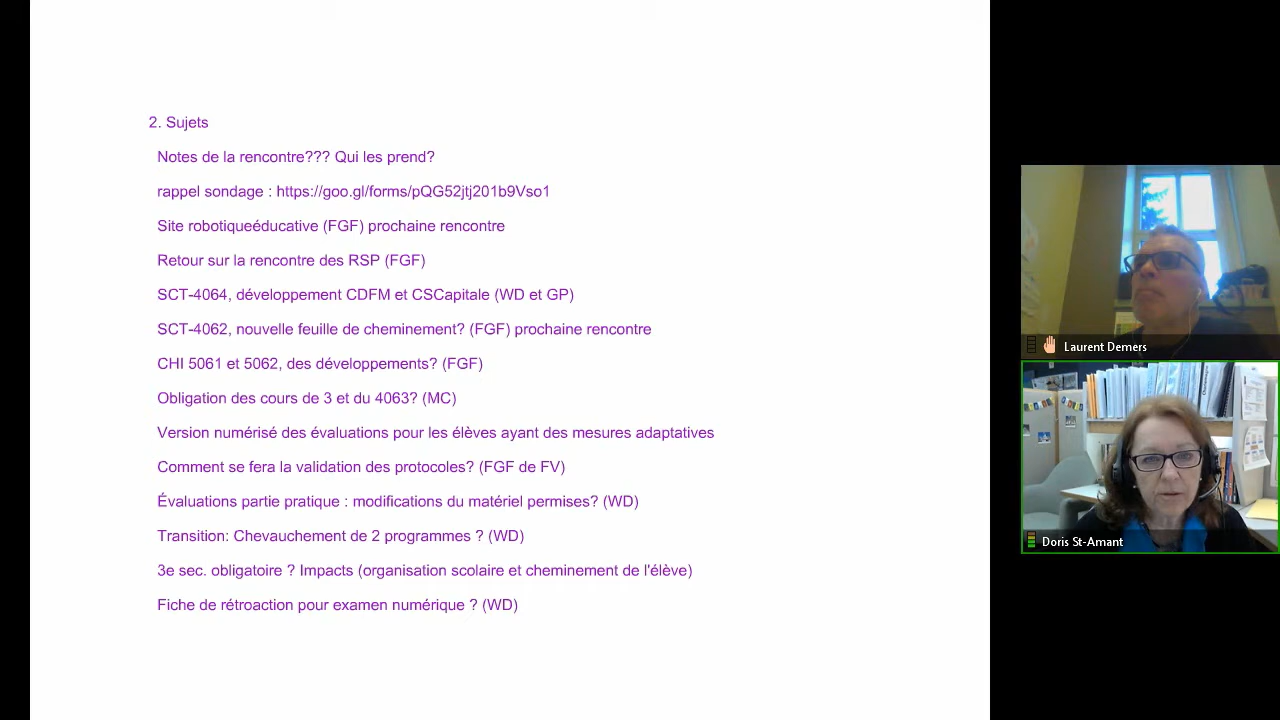 2. Sujets
Notes de la rencontre??? Qui les prend?
rappel sondage : https://goo.gl/forms/pQG52jtj201b9Vso1
Site robotiqueéducative (FGF) prochaine rencontre
Retour sur la rencontre des RSP (FGF)
SCT-4064, développement CDFM et CSCapitale (WD et GP)
SCT-4062, nouvelle feuille de cheminement? (FGF) prochaine rencontre
CHI 5061 et 5062, des développements? (FGF)
Obligation des cours de 3 et du 4063? (MC)
Version numérisé des évaluations pour les élèves ayant des mesures adaptatives
Comment se fera la validation des protocoles? (FGF de FV)
Évaluations partie pratique : modifications du matériel permises? (WD)
Transition: Chevauchement de 2 programmes ? (WD)
3e sec. obligatoire ? Impacts (organisation scolaire et cheminement de l'élève)
Fiche de rétroaction pour examen numérique ? (WD)
Laurent Demers
Doris St-Amant